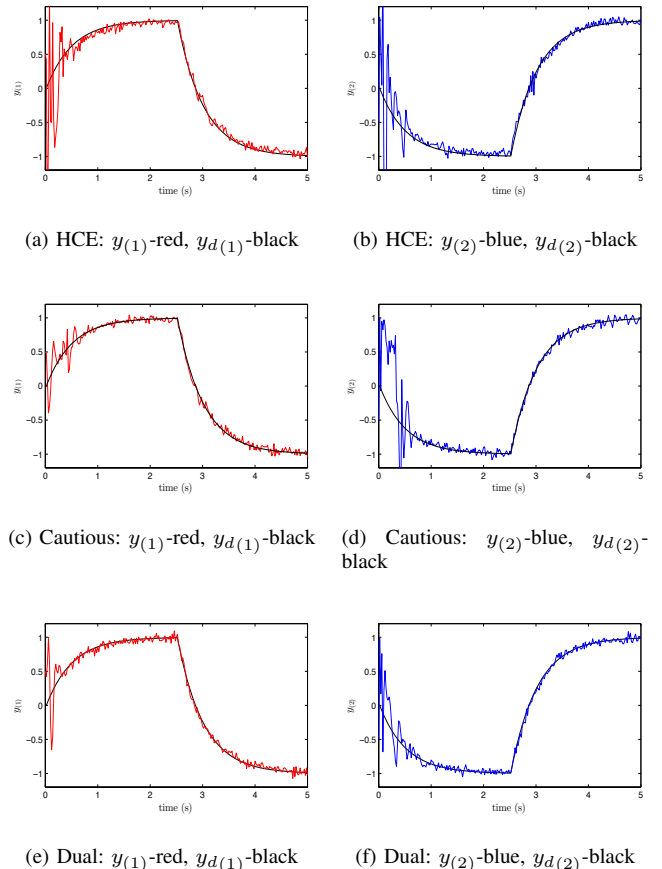 1
0.5
0
−0.5
−1
y(1)
0 1 2 3 4 5
time (s)
1
0.5
0
−0.5
−1
y(2)
0 1 2 3 4 5
time (s)
(a) HCE: y(1)-red, yd(1)-black
(b) HCE: y(2)-blue, yd(2)-black
1
0.5
0
−0.5
−1
y(1)
0 1 2 3 4 5
time (s)
1
0.5
0
−0.5
−1
y(2)
0 1 2 3 4 5
time (s)
(c) Cautious: y(1)-red, yd(1)-black
(d) Cautious: y(2)-blue, yd(2)-
black
1
0.5
0
−0.5
−1
y(1)
0 1 2 3 4 5
time (s)
1
0.5
0
−0.5
−1
y(2)
0 1 2 3 4 5
time (s)
(e) Dual: y(1)-red, yd(1)-black
(f) Dual: y(2)-blue, yd(2)-black